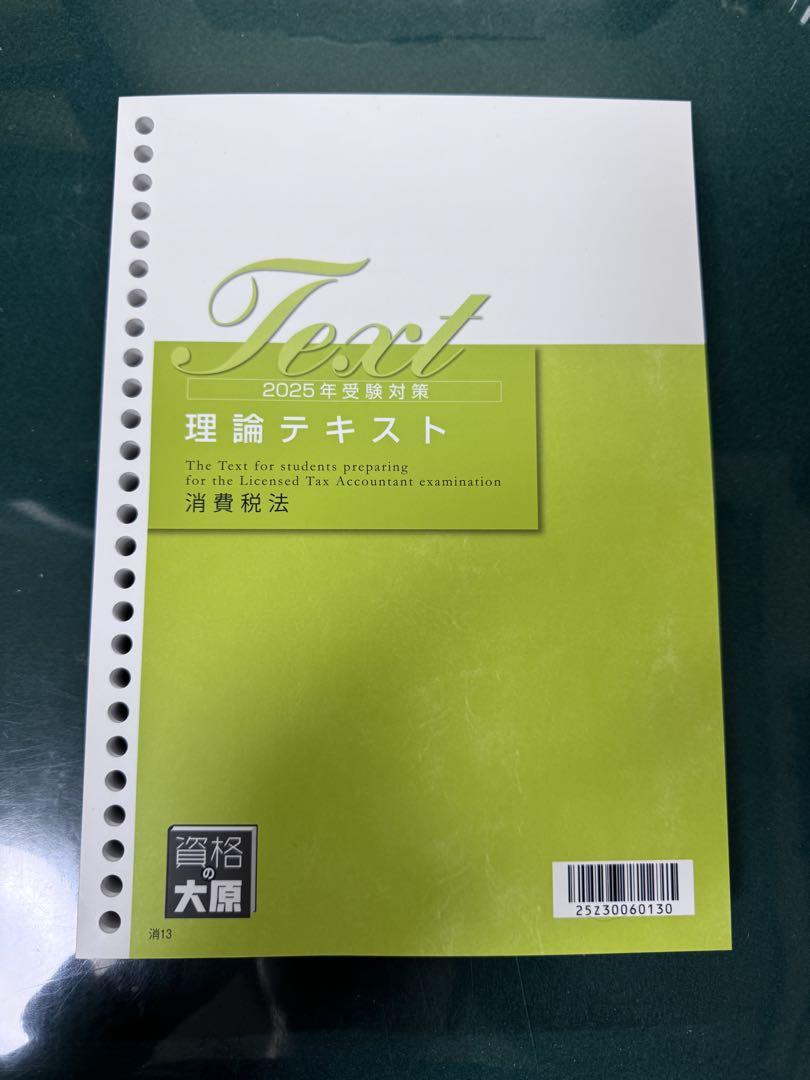 Text
2025年受験対策
理論テキスト
The Text for students preparing
for the Licensed Tax Accountant examination
消費税法
資格
の
大原
25Z30060130
消13